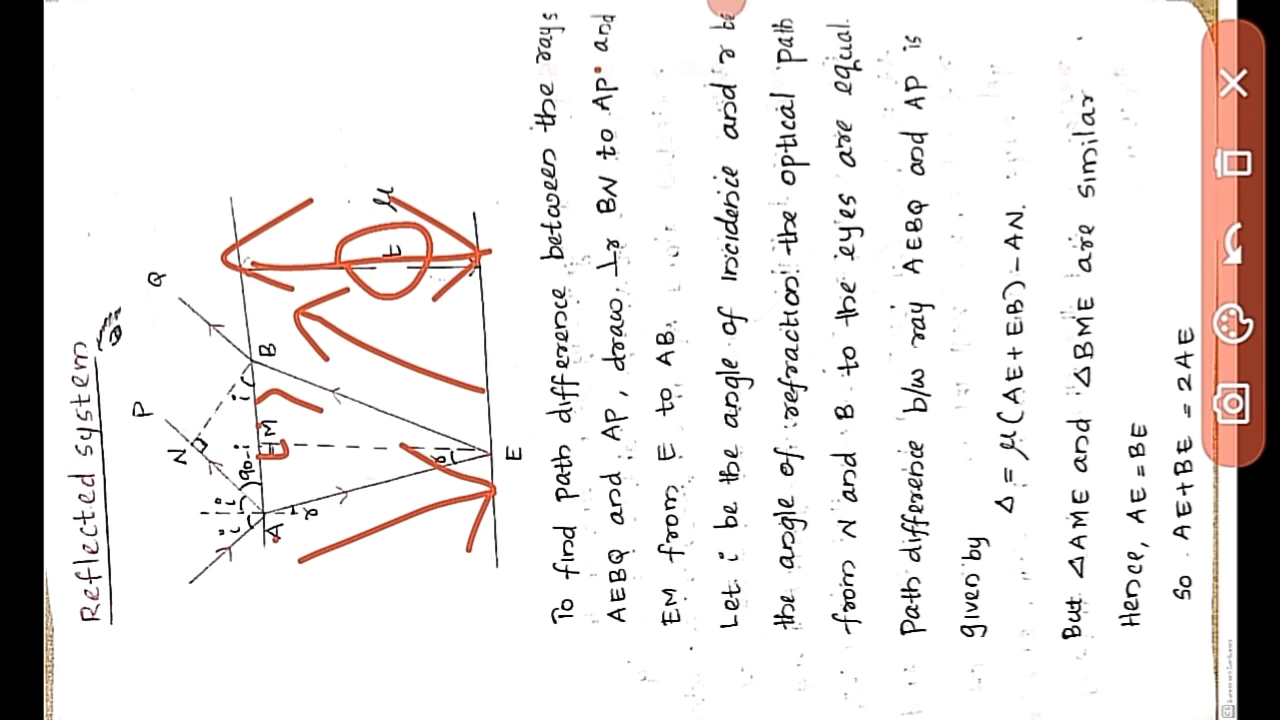 Reflected system
P
Q
N
i
i
90-i
i
A
M
B
r
r
t
μ
E
To find path difference between the rays
AEBQ and AP, draw ⊥r BN to AP and
EM from E to AB.
Let i be the angle of incidence and r be
the angle of refraction. the optical path
from N and B to the eyes are equal.
Path difference b/w ray AEBQ and AP is
given by
Δ = μ(AE+EB) - AN.
But ΔAME and ΔBME are similar
Hence, AE = BE
So AE+BE = 2AE